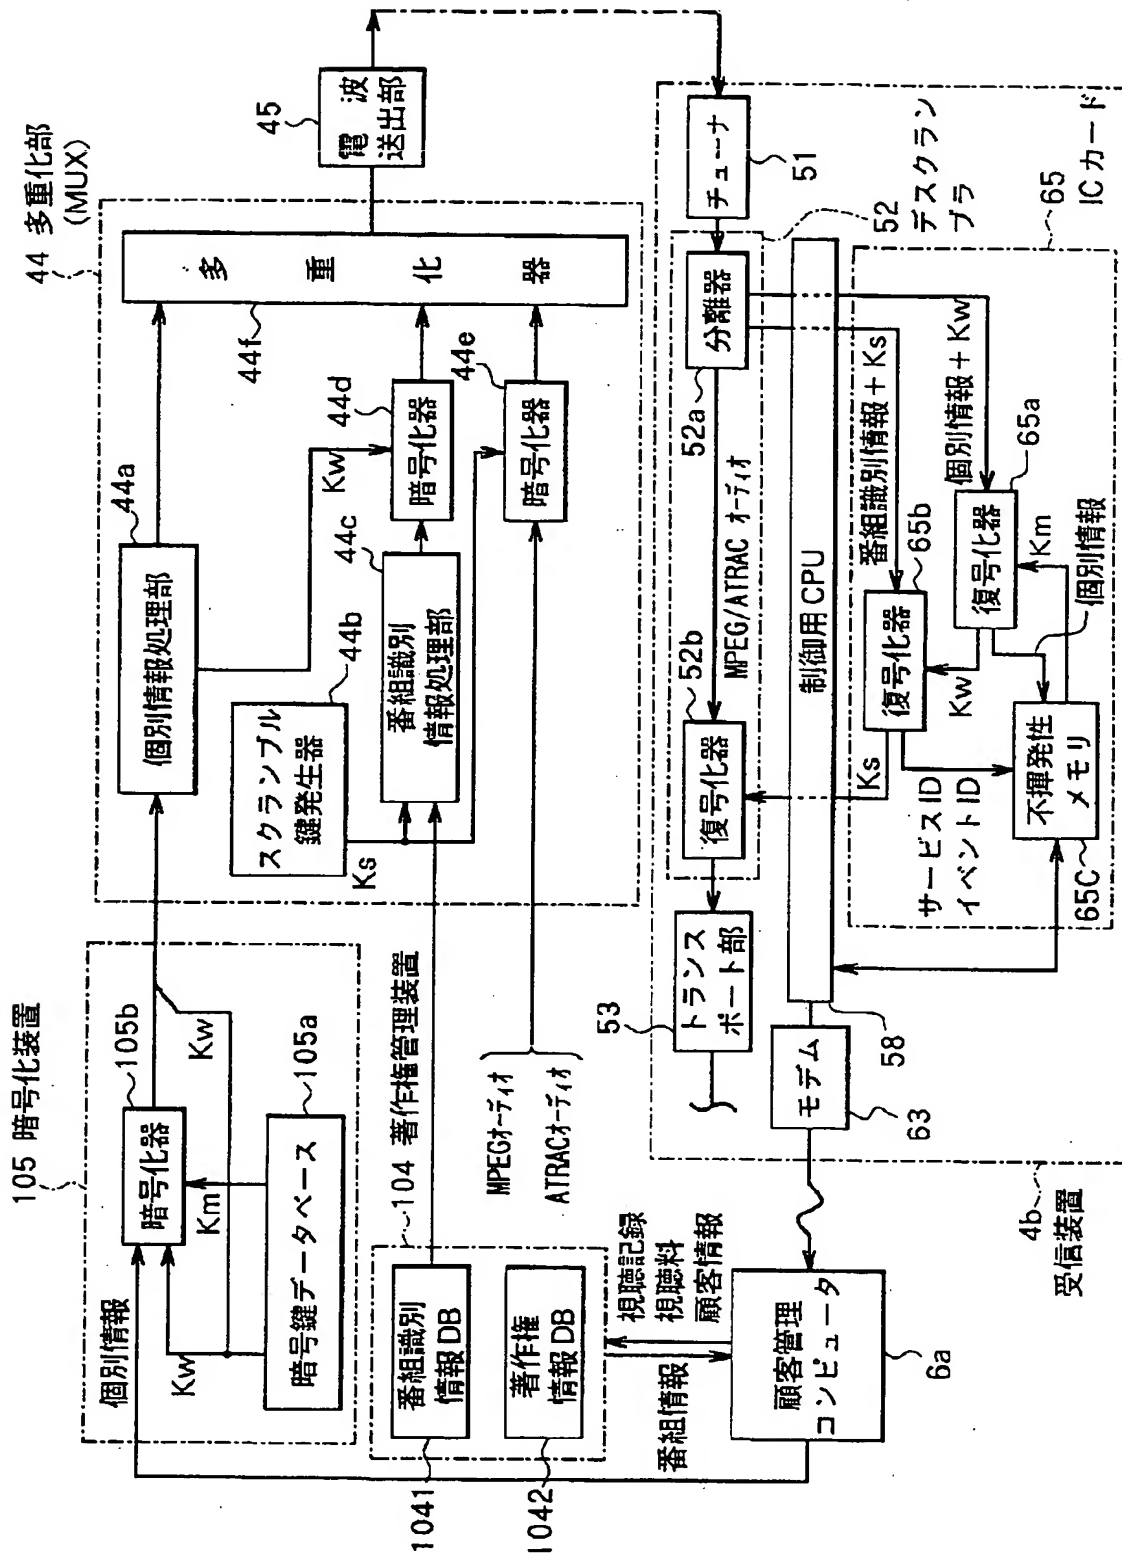 105 暗号化装置
個別情報
Kw
暗号化器
105b
Km
Kw
暗号鍵データベース
105a
44 多重化部
(MUX)
個別情報処理部
44a
スクランブル
鍵発生器
44b
Ks
番組識別
情報処理部
44c
Kw
暗号化器
44d
暗号化器
44e
多重化器
44f
電波
送出部
45
104 著作権管理装置
番組識別
情報DB
1041
著作権
情報DB
1042
MPEGオーディオ
ATRACオーディオ
番組情報
視聴記録
視聴料
顧客情報
顧客管理
コンピュータ
6a
4b
受信装置
チューナ
51
52
デスクラン
ブラ
分離器
52a
MPEG/ATRAC オーディオ
復号化器
52b
トランス
ポート部
53
制御用CPU
58
モデム
63
65
ICカード
番組識別情報+Ks
個別情報+Kw
復号化器
65a
復号化器
65b
Kw
Km
個別情報
Ks
サービスID
イベントID
不揮発性
メモリ
65C